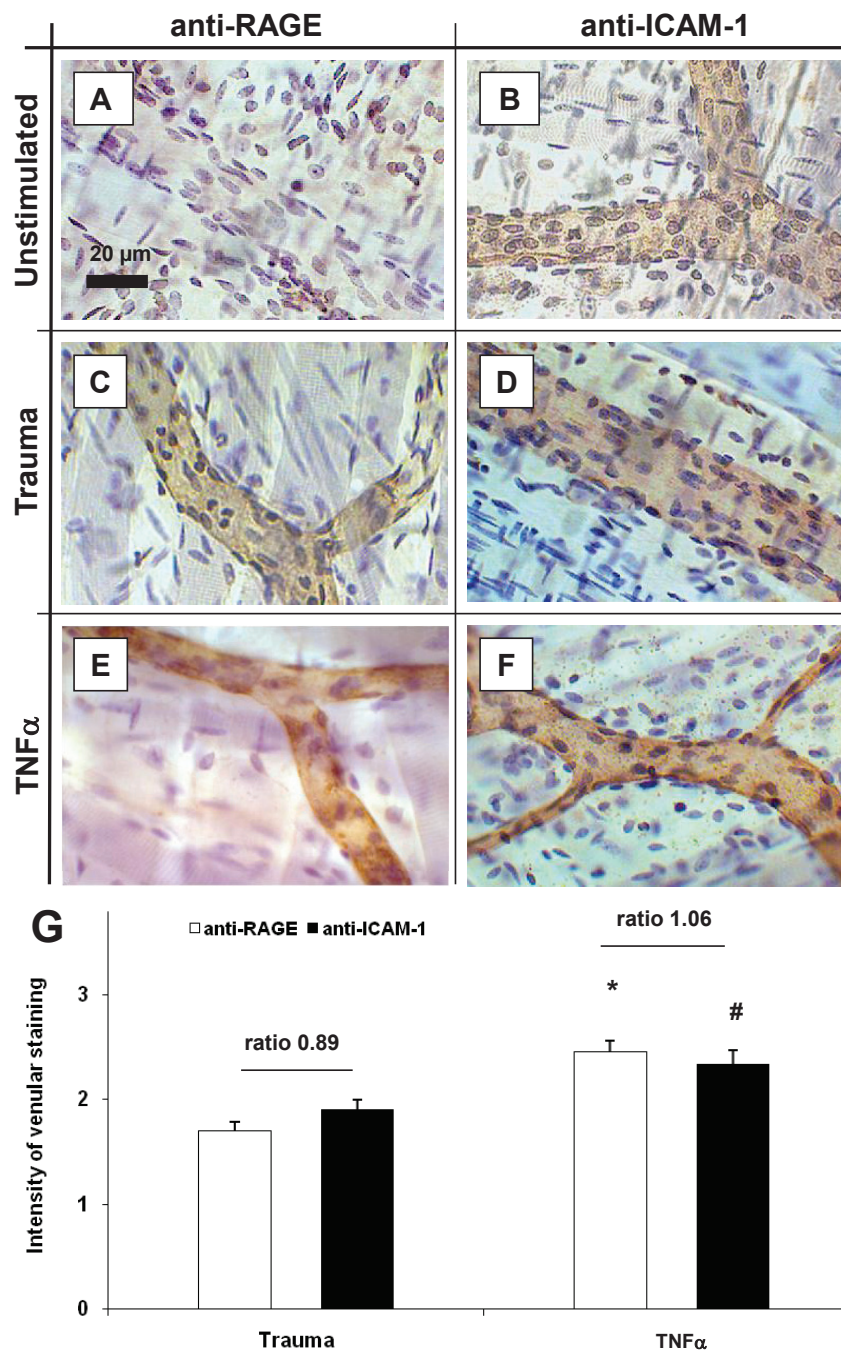 anti-RAGE
anti-ICAM-1
Unstimulated
A
20 µm
B
Trauma
C
D
TNFα
E
F
G
anti-RAGE
anti-ICAM-1
ratio 1.06
ratio 0.89
*
#
Intensity of venular staining
3
2
1
0
Trauma
TNFα